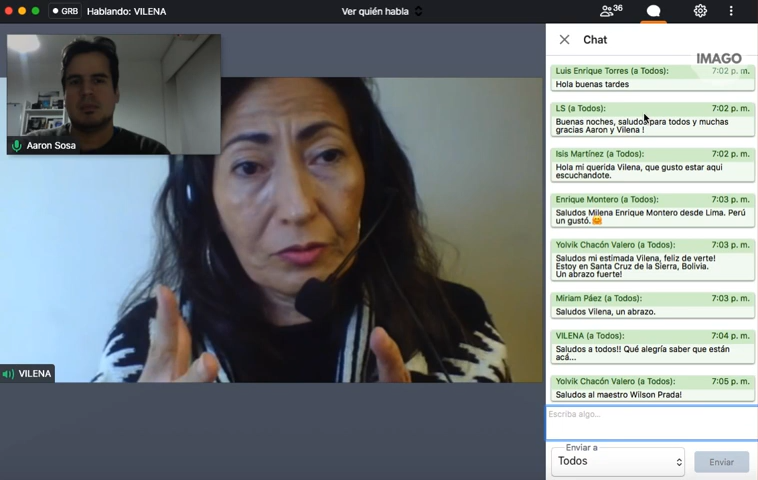 GRB
Hablando: VILENA
Ver quién habla
36
Chat
IMAGO
Luis Enrique Torres (a Todos): 7:02 p. m.
Hola buenas tardes
LS (a Todos): 7:02 p. m.
Buenas noches, saludos para todos y muchas
gracias Aaron y Vilena !
Isis Martínez (a Todos): 7:02 p. m.
Hola mi querida Vilena, que gusto estar aqui
escuchandote.
Enrique Montero (a Todos): 7:03 p. m.
Saludos Milena Enrique Montero desde Lima. Perú
un gustó.
Yolvik Chacón Valero (a Todos): 7:03 p. m.
Saludos mi estimada Vilena, feliz de verte!
Estoy en Santa Cruz de la Sierra, Bolivia.
Un abrazo fuerte!
Miriam Páez (a Todos): 7:03 p. m.
Saludos Vilena, un abrazo.
VILENA (a Todos): 7:04 p. m.
Saludos a todos!! Qué alegría saber que están
acá...
Yolvik Chacón Valero (a Todos): 7:05 p. m.
Saludos al maestro Wilson Prada!
Escriba algo...
Enviar a
Todos
Enviar
Aaron Sosa
VILENA